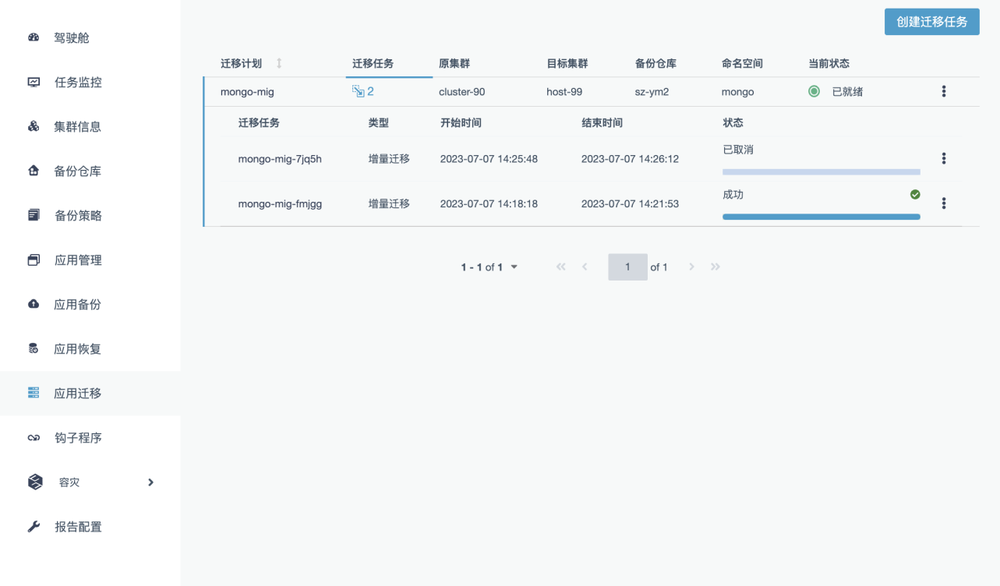 创建迁移任务
驾驶舱
任务监控
集群信息
备份仓库
备份策略
应用管理
应用备份
应用恢复
应用迁移
钩子程序
容灾
报告配置
迁移计划 迁移任务 原集群 目标集群 备份仓库 命名空间 当前状态
mongo-mig 2 cluster-90 host-99 sz-ym2 mongo 已就绪
迁移任务 类型 开始时间 结束时间 状态
mongo-mig-7jq5h 增量迁移 2023-07-07 14:25:48 2023-07-07 14:26:12 已取消
mongo-mig-fmjgg 增量迁移 2023-07-07 14:18:18 2023-07-07 14:21:53 成功
1 - 1 of 1 1 of 1